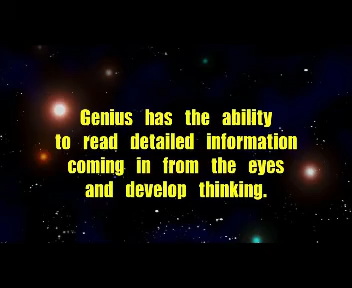 Genius has the ability
to read detailed information
coming in from the eyes
and develop thinking.